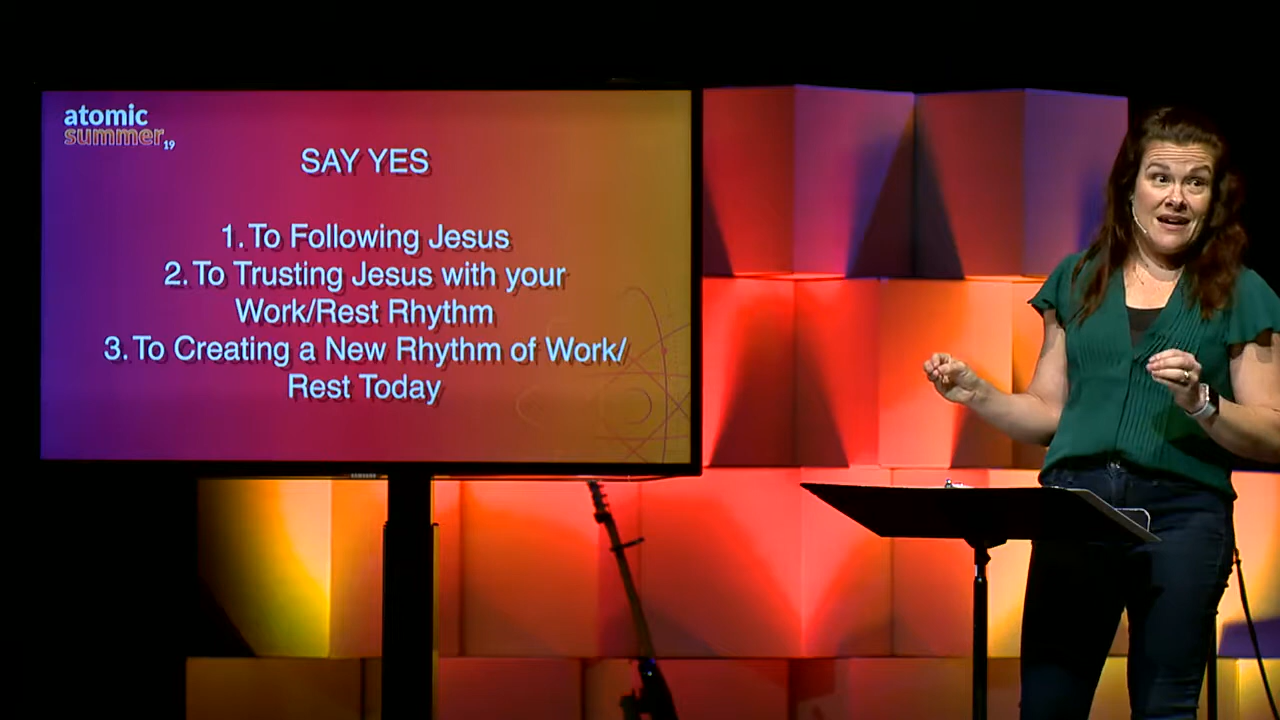 atomic
summer19
SAY YES
1. To Following Jesus
2. To Trusting Jesus with your
Work/Rest Rhythm
3. To Creating a New Rhythm of Work/
Rest Today
SAMSUNG